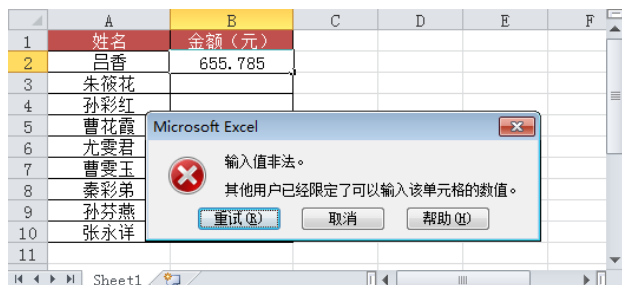 A B C D E F
1 姓名 金额（元）
2 吕香 655.785
3 朱筱花
4 孙彩红
5 曹花霞
6 尤雯君
7 曹雯玉
8 秦彩弟
9 孙芬燕
10 张永详
11
Microsoft Excel
输入值非法。
其他用户已经限定了可以输入该单元格的数值。
重试(R) 取消 帮助(H)
Sheet1